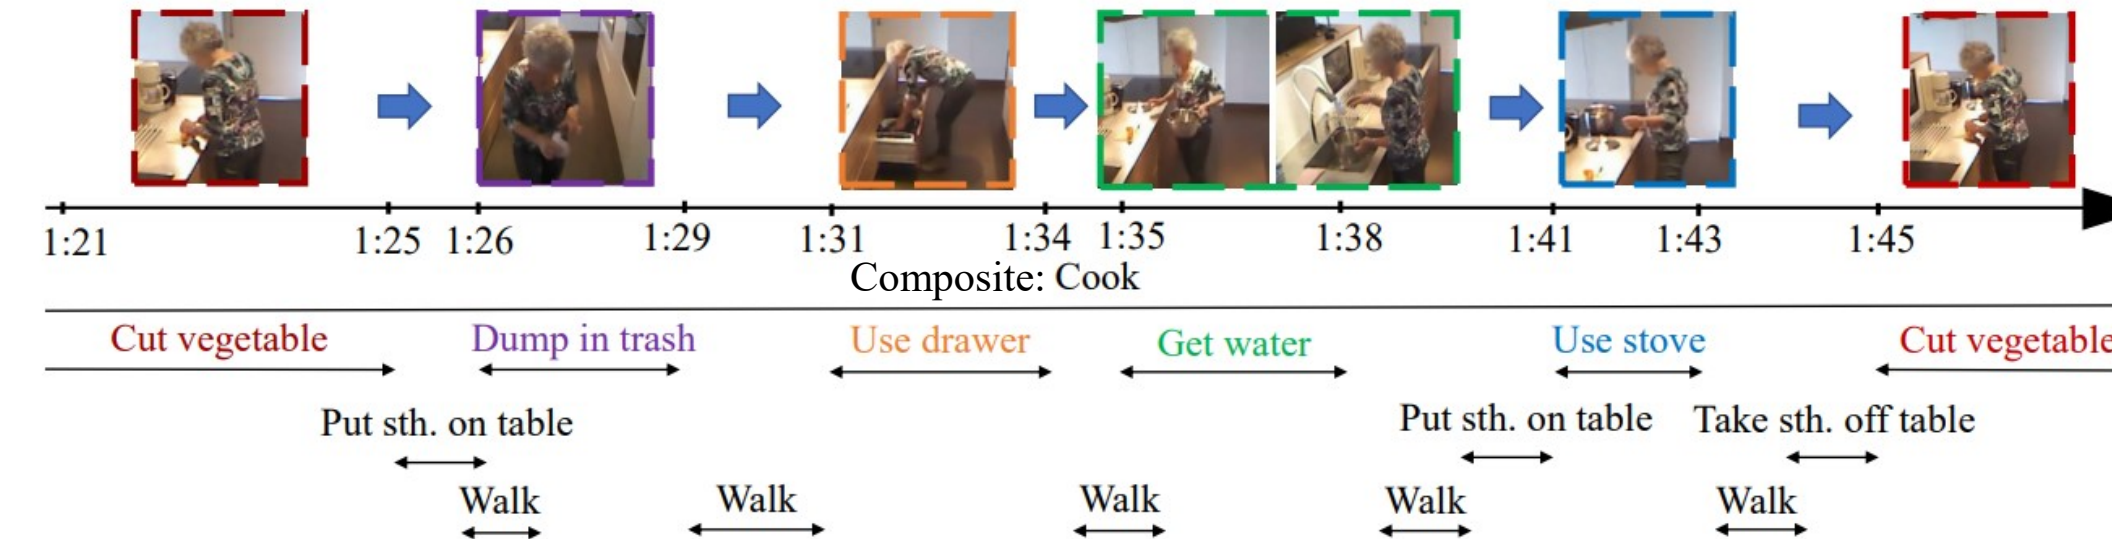 1:21 1:25 1:26 1:29 1:31 1:34 1:35 1:38 1:41 1:43 1:45
Composite: Cook
Cut vegetable Dump in trash Use drawer Get water Use stove Cut vegetable
Put sth. on table Put sth. on table Take sth. off table
Walk Walk Walk Walk Walk